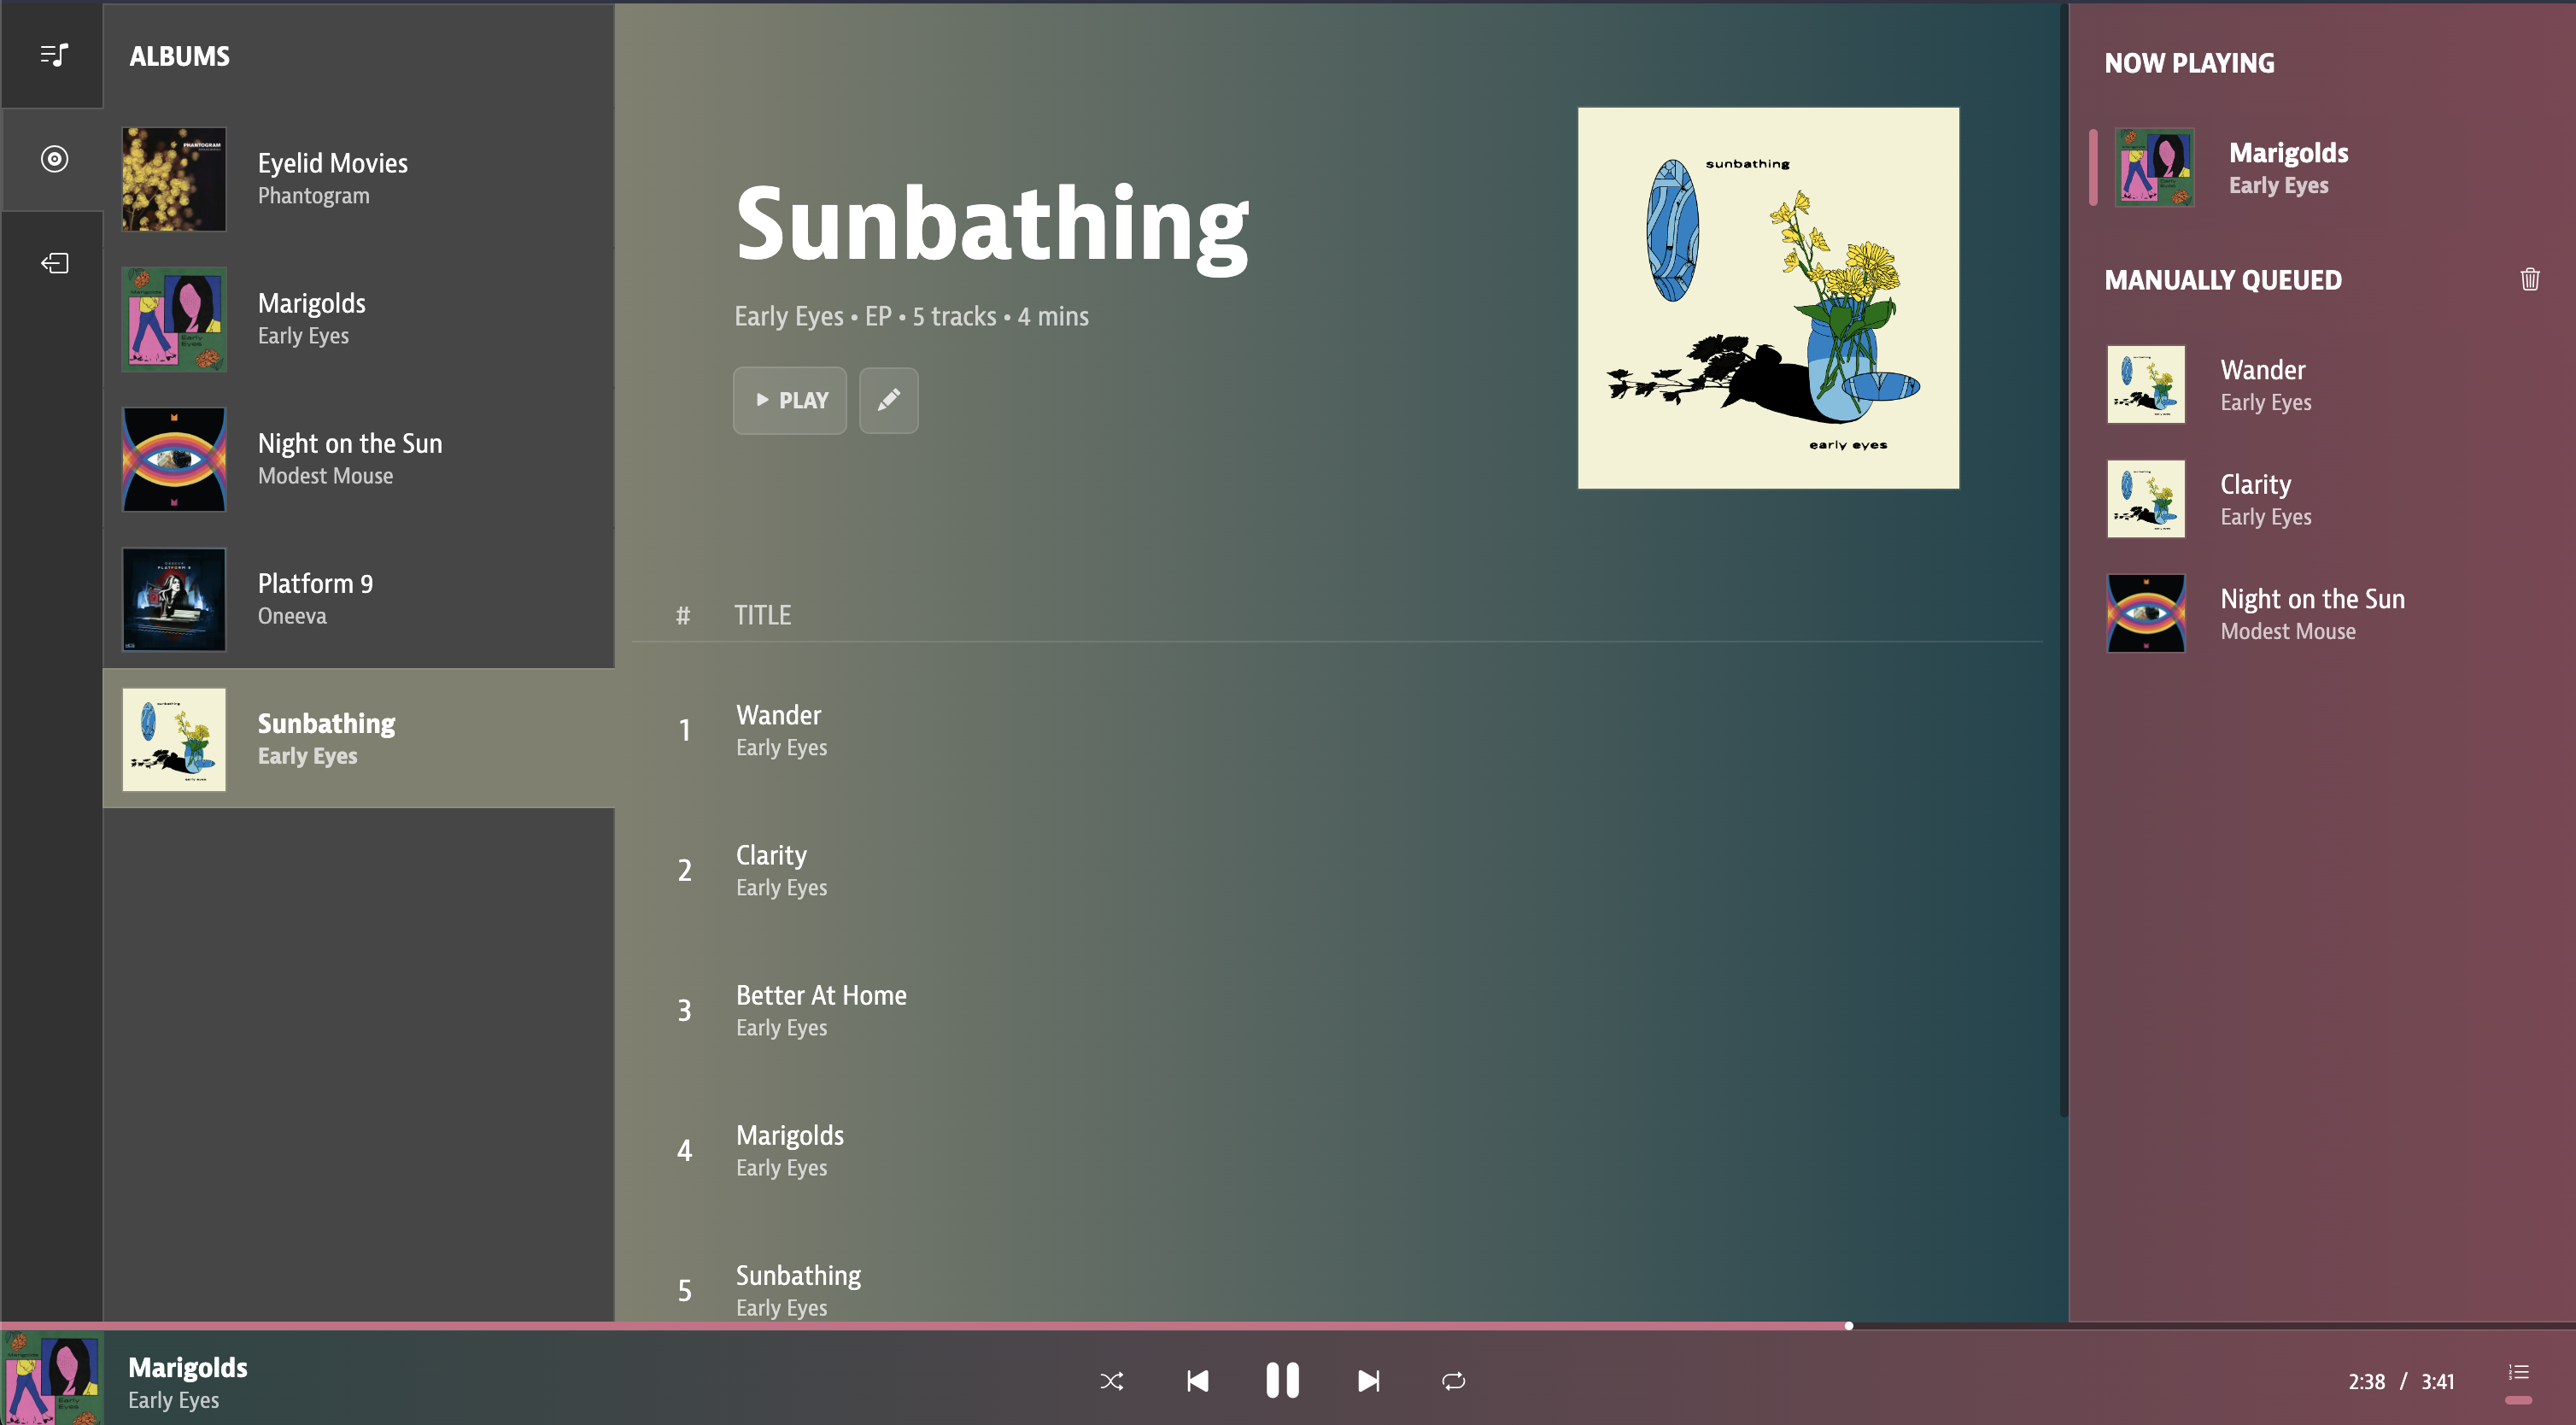 ALBUMS
Eyelid Movies
Phantogram
Marigolds
Early Eyes
Night on the Sun
Modest Mouse
Platform 9
Oneeva
Sunbathing
Early Eyes
Sunbathing
Early Eyes • EP • 5 tracks • 4 mins
PLAY
sunbathing
early eyes
# TITLE
1 Wander
Early Eyes
2 Clarity
Early Eyes
3 Better At Home
Early Eyes
4 Marigolds
Early Eyes
5 Sunbathing
Early Eyes
NOW PLAYING
Marigolds
Early Eyes
MANUALLY QUEUED
Wander
Early Eyes
Clarity
Early Eyes
Night on the Sun
Modest Mouse
Marigolds
Early Eyes
2:38 / 3:41